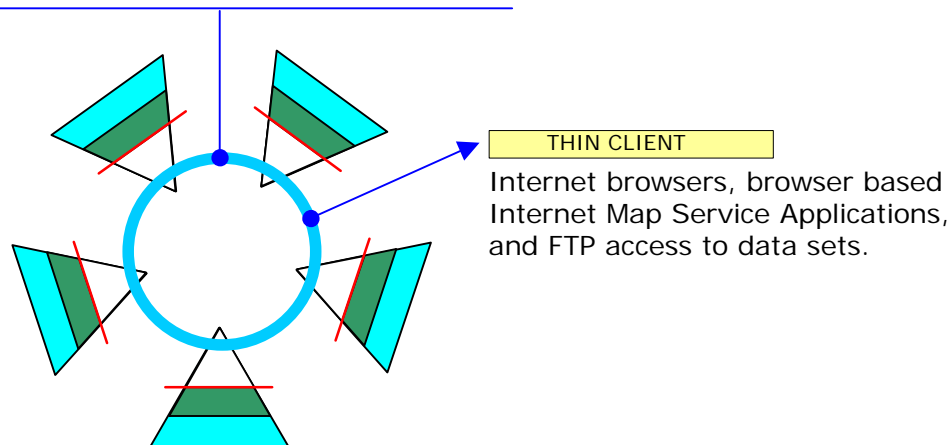 THIN CLIENT
Internet browsers, browser based
Internet Map Service Applications,
and FTP access to data sets.